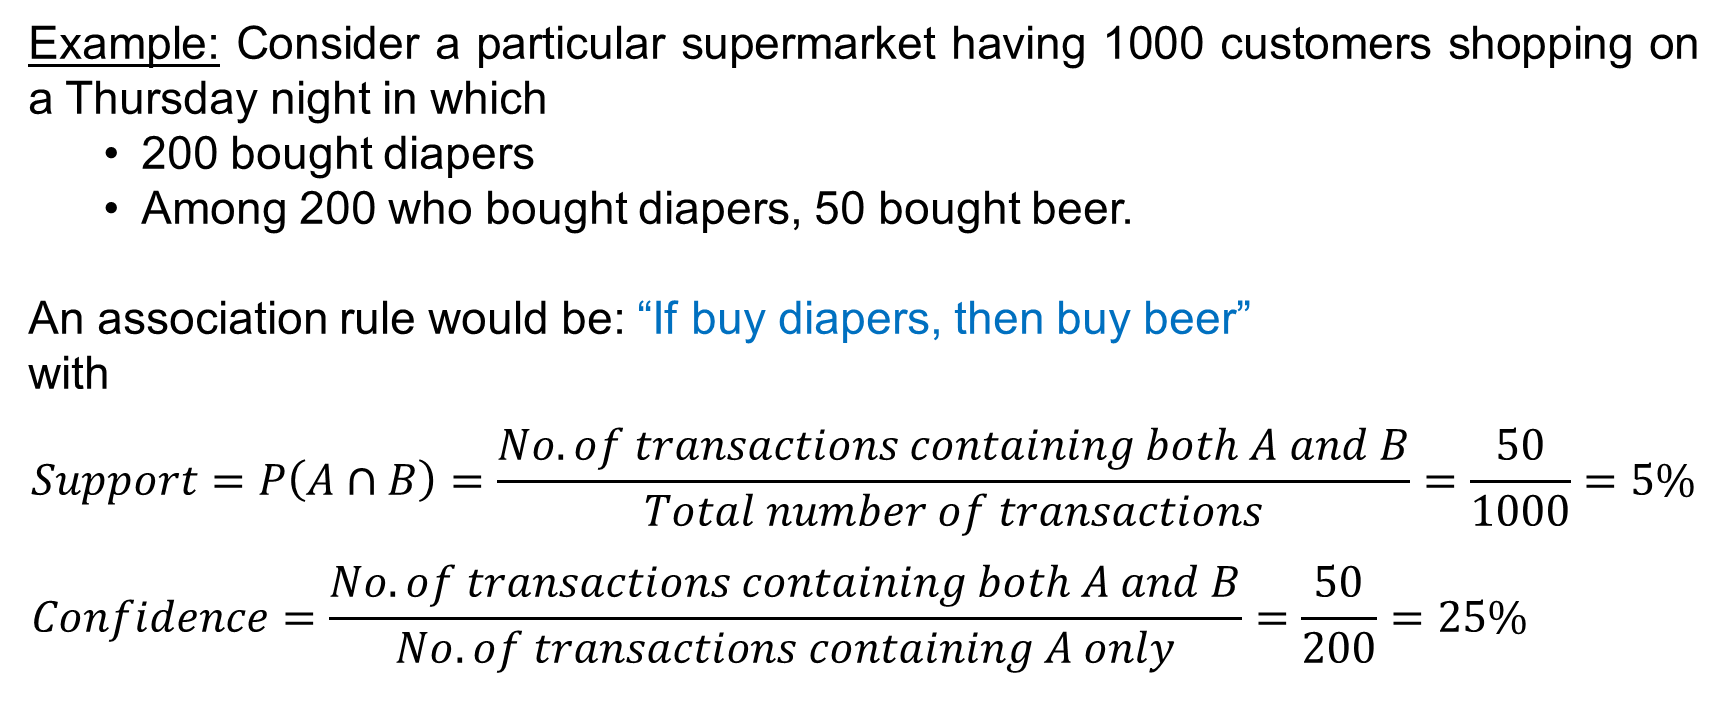 Example: Consider a particular supermarket having 1000 customers shopping on
a Thursday night in which
• 200 bought diapers
• Among 200 who bought diapers, 50 bought beer.
An association rule would be: “If buy diapers, then buy beer”
with
Support = P(A ∩ B) = No. of transactions containing both A and B / Total number of transactions = 50 / 1000 = 5%
Confidence = No. of transactions containing both A and B / No. of transactions containing A only = 50 / 200 = 25%